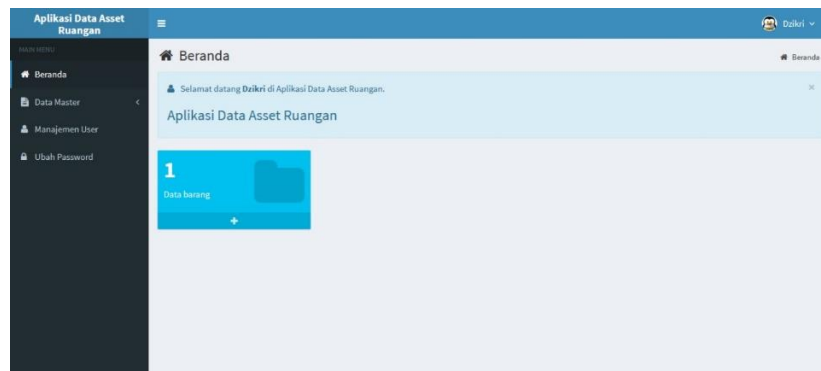 Aplikasi Data Asset
Ruangan
Dzikri
MAIN MENU
Beranda
Data Master
Manajemen User
Ubah Password
Beranda
Beranda
Selamat datang Dzikri di Aplikasi Data Asset Ruangan.
Aplikasi Data Asset Ruangan
1
Data barang